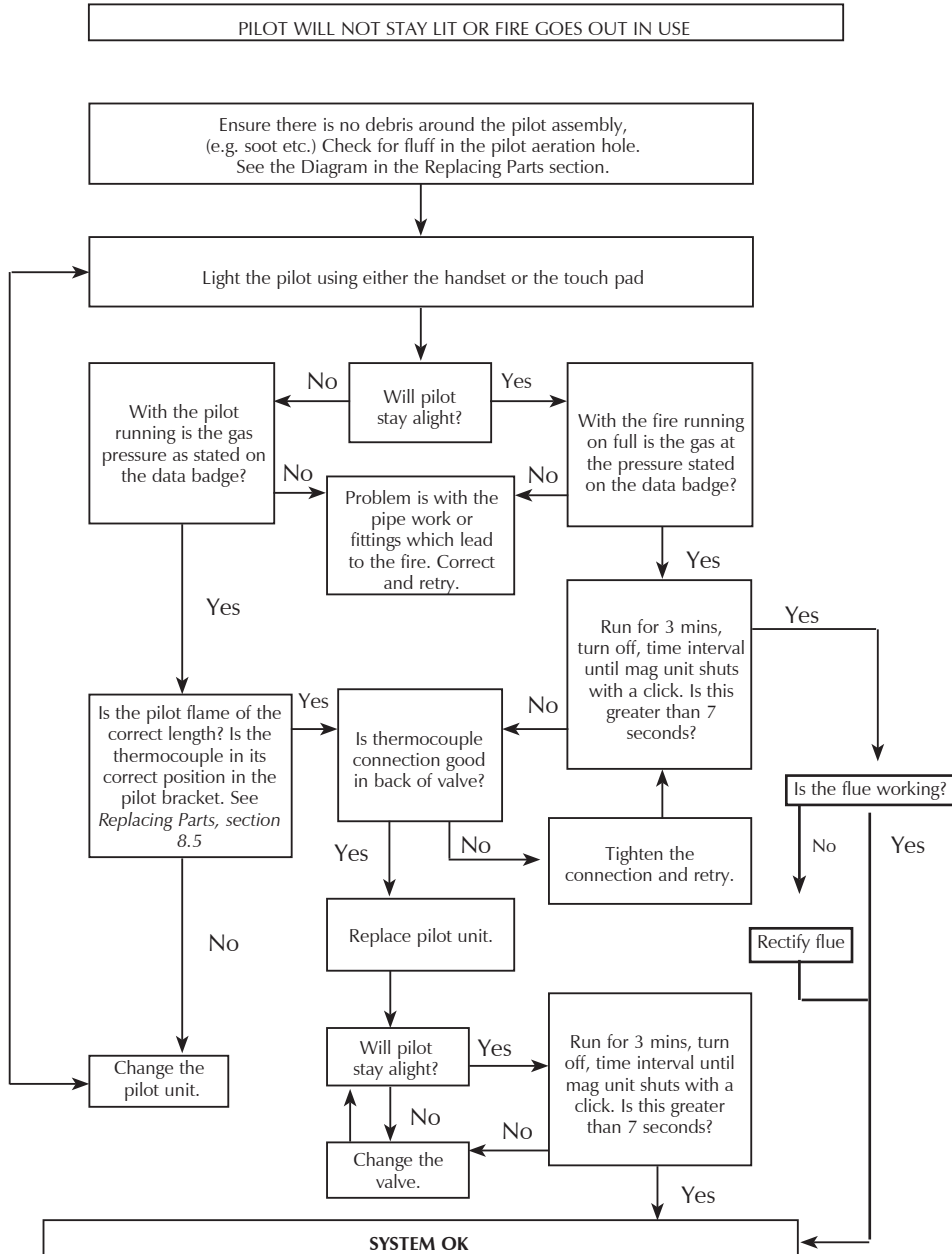 PILOT WILL NOT STAY LIT OR FIRE GOES OUT IN USE
Ensure there is no debris around the pilot assembly,
(e.g. soot etc.) Check for fluff in the pilot aeration hole.
See the Diagram in the Replacing Parts section.
Light the pilot using either the handset or the touch pad
No
Will pilot
stay alight?
Yes
With the pilot
running is the gas
pressure as stated on
the data badge?
With the fire running
on full is the gas at
the pressure stated
on the data badge?
No
Problem is with the
pipe work or
fittings which lead
to the fire. Correct
and retry.
No
Yes
Yes
Run for 3 mins,
turn off, time interval
until mag unit shuts
with a click. Is this
greater than 7
seconds?
Yes
Is the pilot flame of the
correct length? Is the
thermocouple in its
correct position in the
pilot bracket. See
Replacing Parts, section
8.5
Yes
Is thermocouple
connection good
in back of valve?
No
Is the flue working?
Yes
No
Tighten the
connection and retry.
No
Yes
No
Replace pilot unit.
Rectify flue
Will pilot
stay alight?
Yes
Run for 3 mins, turn
off, time interval until
mag unit shuts with a
click. Is this greater
than 7 seconds?
Change the
pilot unit.
No
No
Change the
valve.
Yes
SYSTEM OK